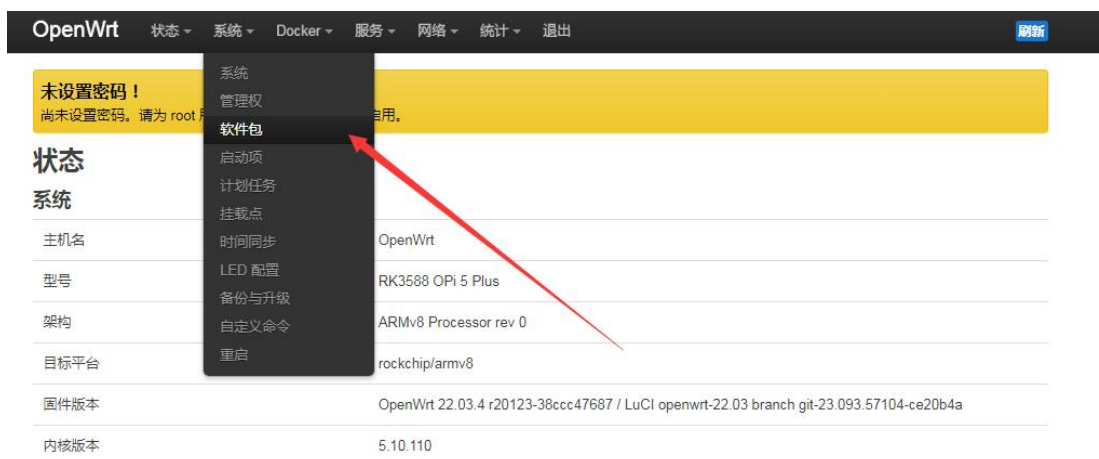 OpenWrt 状态 系统 Docker 服务 网络 统计 退出 刷新
系统
管理权
软件包
启动项
计划任务
挂载点
时间同步
LED 配置
备份与升级
自定义命令
重启
未设置密码！
尚未设置密码。请为 root 用。
状态
系统
主机名 OpenWrt
型号 RK3588 OPi 5 Plus
架构 ARMv8 Processor rev 0
目标平台 rockchip/armv8
固件版本 OpenWrt 22.03.4 r20123-38ccc47687 / LuCI openwrt-22.03 branch git-23.093.57104-ce20b4a
内核版本 5.10.110